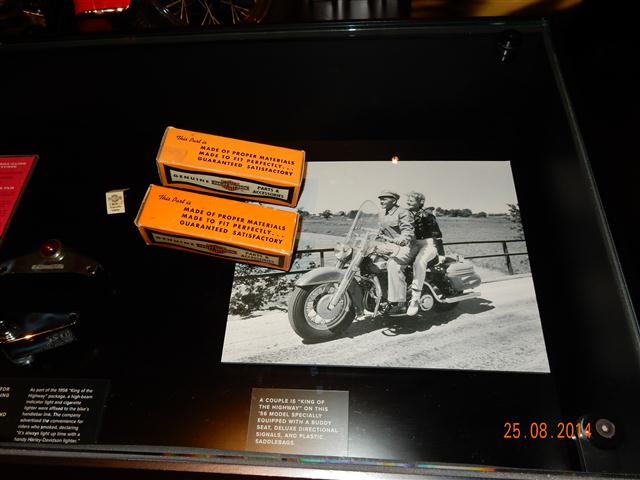 This Part is
MADE OF PROPER MATERIALS
MADE TO FIT PERFECTLY...
GUARANTEED SATISFACTORY
GENUINE
PARTS &
ACCESSORIES
This Part is
MADE OF PROPER MATERIALS
MADE TO FIT PERFECTLY...
GUARANTEED SATISFACTORY
GENUINE
PARTS &
As part of the 1956 "King of the
Highway" package, a high beam
indicator light and cigarette
lighter were affixed to the bike's
handlebar link. The company
advertised the convenience for
riders who smoked, declaring
"It's always light up time with a
handy Harley-Davidson lighter."
A COUPLE IS "KING OF
THE HIGHWAY" ON THIS
'56 MODEL SPECIALLY
EQUIPPED WITH A BUDDY
SEAT, DELUXE DIRECTIONAL
SIGNALS, AND PLASTIC
SADDLEBAGS.
25.08.2014